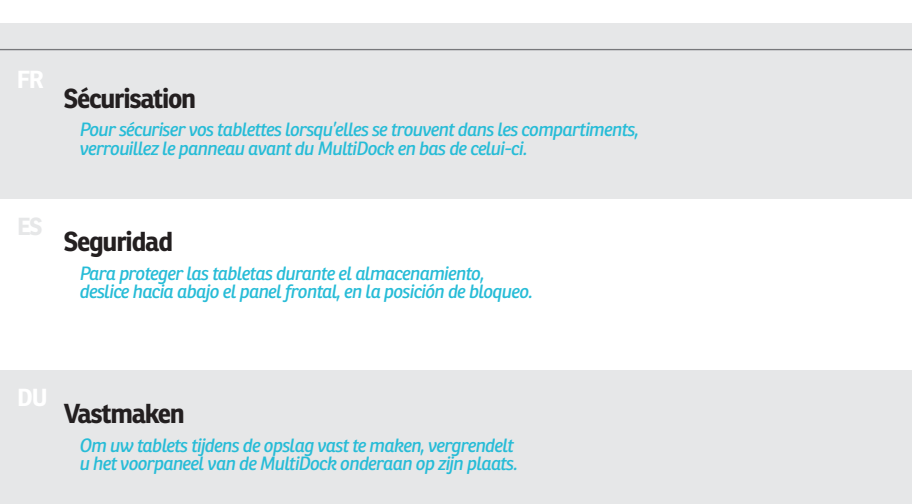 FR
Sécurisation
Pour sécuriser vos tablettes lorsqu'elles se trouvent dans les compartiments,
verrouillez le panneau avant du MultiDock en bas de celui-ci.
ES
Seguridad
Para proteger las tabletas durante el almacenamiento,
deslice hacia abajo el panel frontal, en la posición de bloqueo.
DU
Vastmaken
Om uw tablets tijdens de opslag vast te maken, vergrendelt
u het voorpaneel van de MultiDock onderaan op zijn plaats.